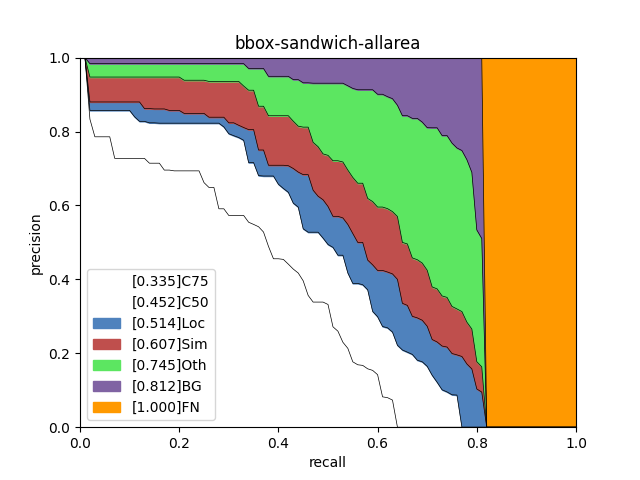 bbox-sandwich-allarea
precision
1.0
0.8
0.6
0.4
0.2
0.0
[0.335]C75
[0.452]C50
[0.514]Loc
[0.607]Sim
[0.745]Oth
[0.812]BG
[1.000]FN
0.0 0.2 0.4 0.6 0.8 1.0
recall